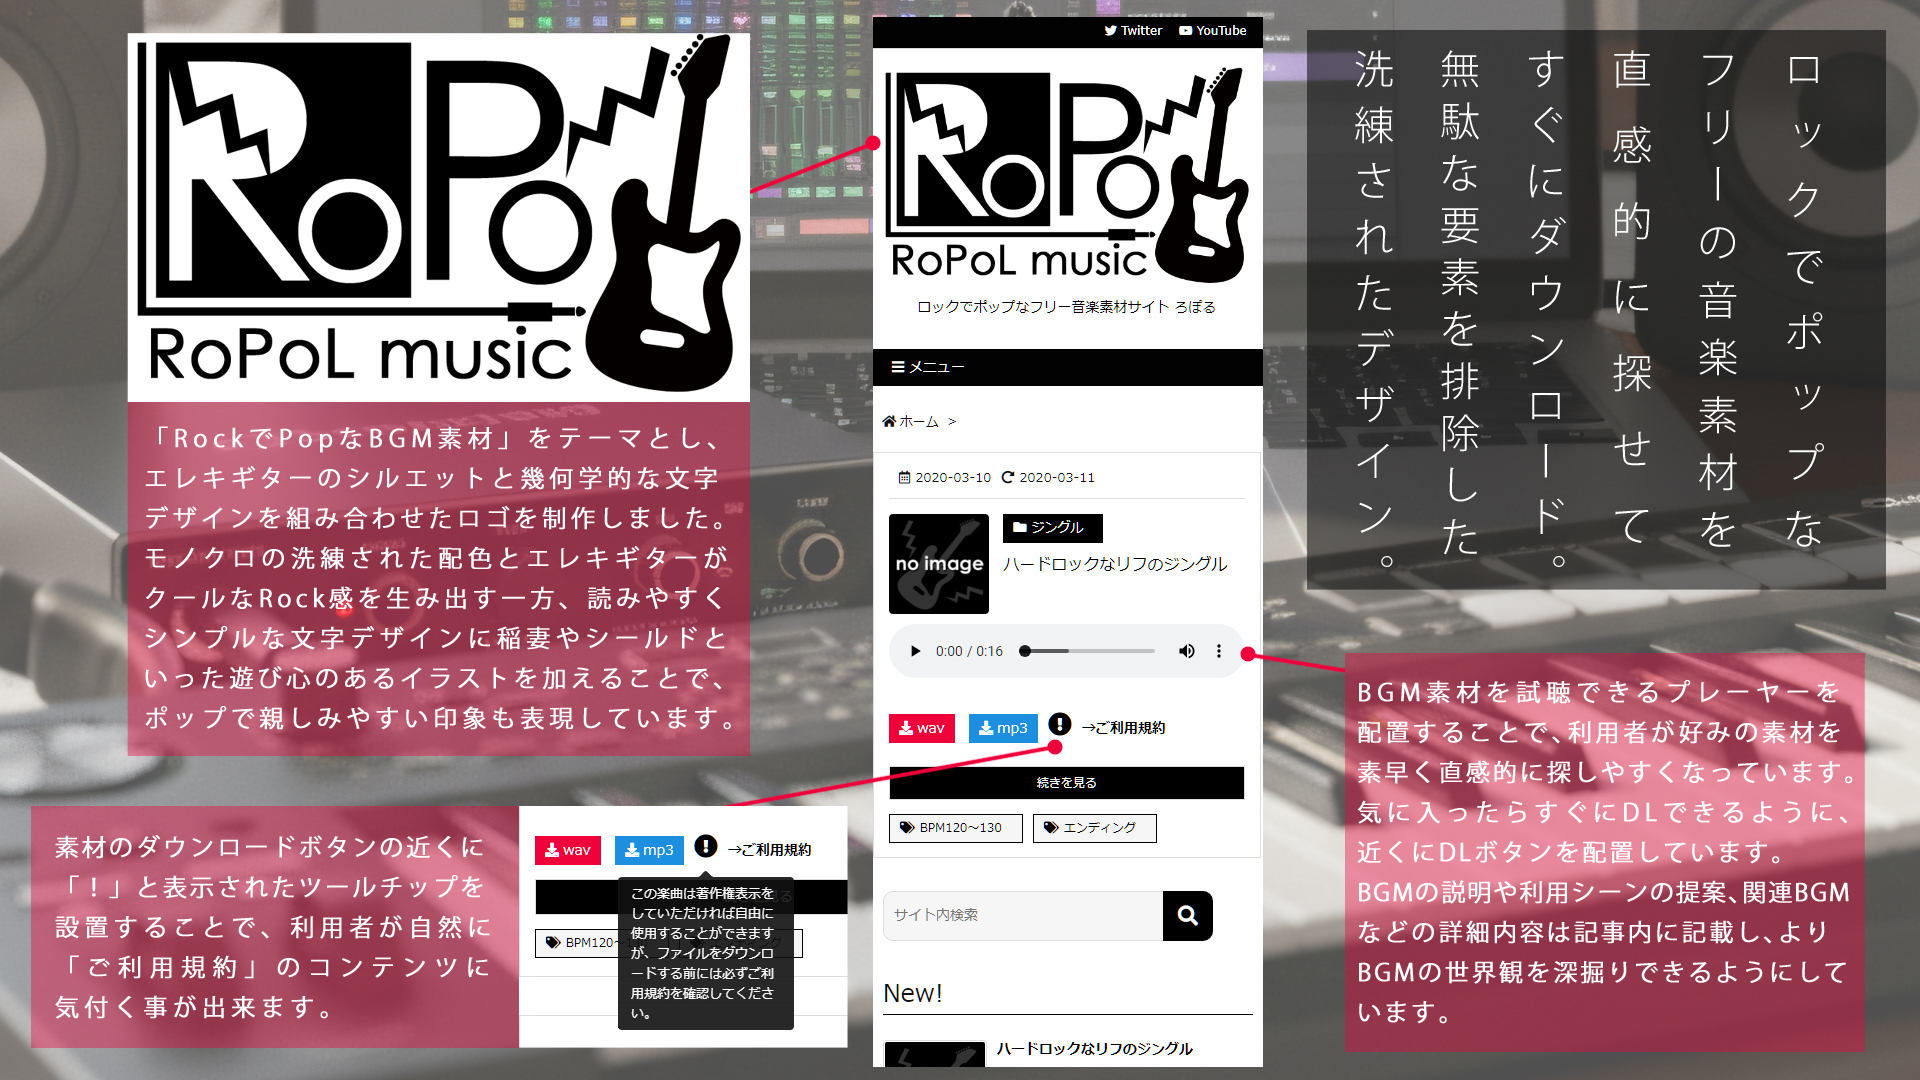 RoPo
RoPoL music
「RockでPopなBGM素材」をテーマとし、
エレキギターのシルエットと幾何学的な文字
デザインを組み合わせたロゴを制作しました。
モノクロの洗練された配色とエレキギターが
クールなRock感を生み出す一方、読みやすく
シンプルな文字デザインに稲妻やシールドと
いった遊び心のあるイラストを加えることで、
ポップで親しみやすい印象も表現しています。
素材のダウンロードボタンの近くに
「！」と表示されたツールチップを
設置することで、利用者が自然に
「ご利用規約」のコンテンツに
気付く事が出来ます。
wav
mp3
→ご利用規約
この楽曲は著作権表示を
していただければ自由に
使用することができます
が、ファイルをダウンロ
ードする前には必ずご利
用規約を確認してくださ
い。
BPM120～
Twitter
YouTube
RoPo
RoPoL music
ロックでポップなフリー音楽素材サイト ろぽる
メニュー
ホーム >
2020-03-10 2020-03-11
no image
ジングル
ハードロックなリフのジングル
0:00 / 0:16
wav
mp3
→ご利用規約
続きを見る
BPM120～130
エンディング
サイト内検索
New!
ハードロックなリフのジングル
ロックでポップな
フリーの音楽素材を
直感的に探せて
すぐにダウンロード。
無駄な要素を排除した
洗練されたデザイン。
BGM素材を試聴できるプレーヤーを
配置することで、利用者が好みの素材を
素早く直感的に探しやすくなっています。
気に入ったらすぐにDLできるように、
近くにDLボタンを配置しています。
BGMの説明や利用シーンの提案、関連BGM
などの詳細内容は記事内に記載し、より
BGMの世界観を深掘りできるようにして
います。